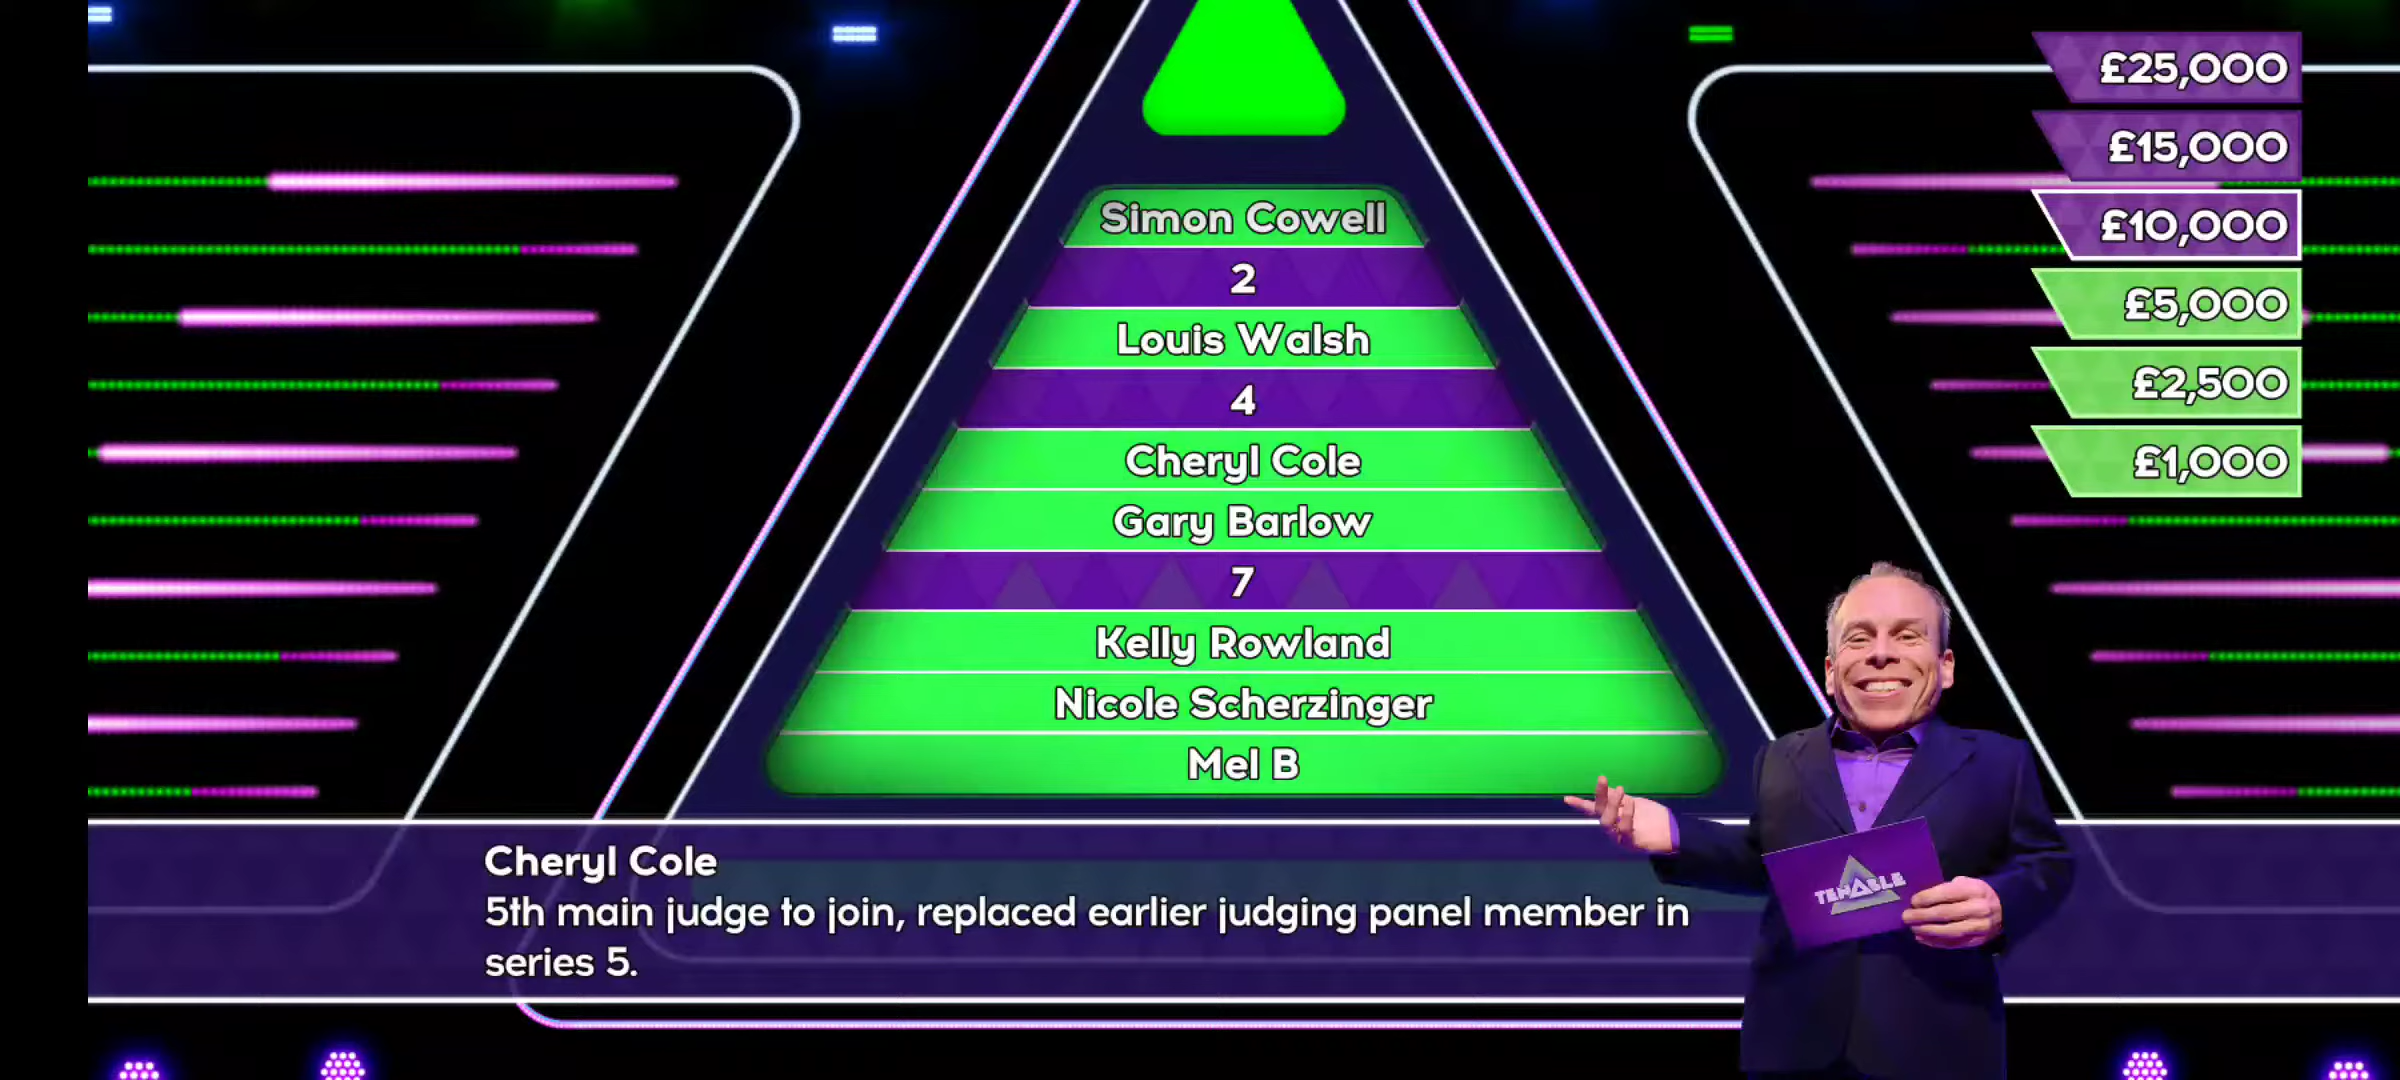 £25,000
£15,000
£10,000
£5,000
£2,500
£1,000
Simon Cowell
2
Louis Walsh
4
Cheryl Cole
Gary Barlow
7
Kelly Rowland
Nicole Scherzinger
Mel B
Cheryl Cole
5th main judge to join, replaced earlier judging panel member in
series 5.
TENABLE